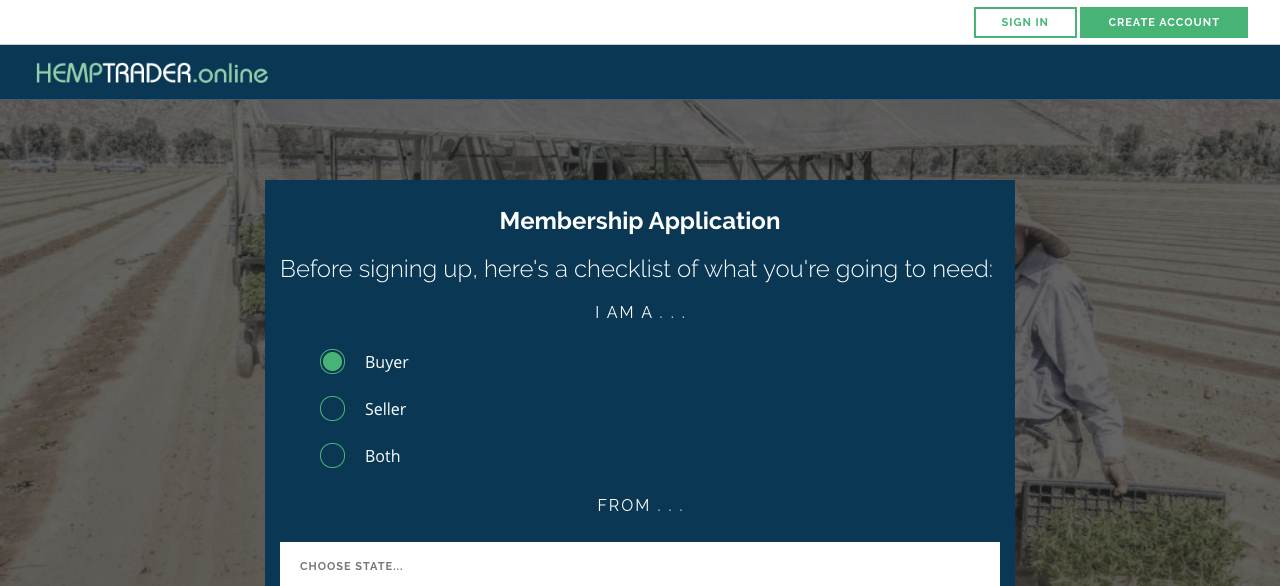 SIGN IN
CREATE ACCOUNT
HEMPTRADER.online
Membership Application
Before signing up, here's a checklist of what you're going to need:
I AM A . . .
Buyer
Seller
Both
FROM . . .
CHOOSE STATE...